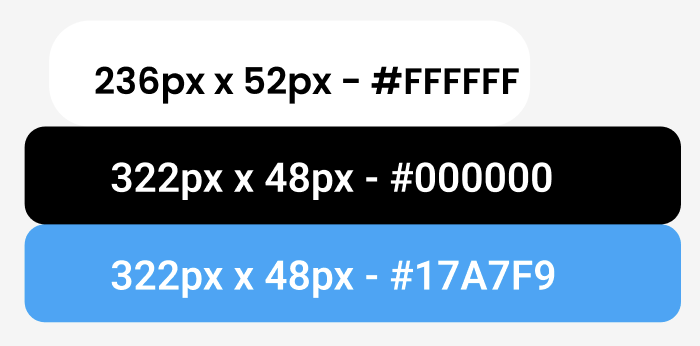 236px x 52px - #FFFFFF
322px x 48px - #000000
322px x 48px - #17A7F9